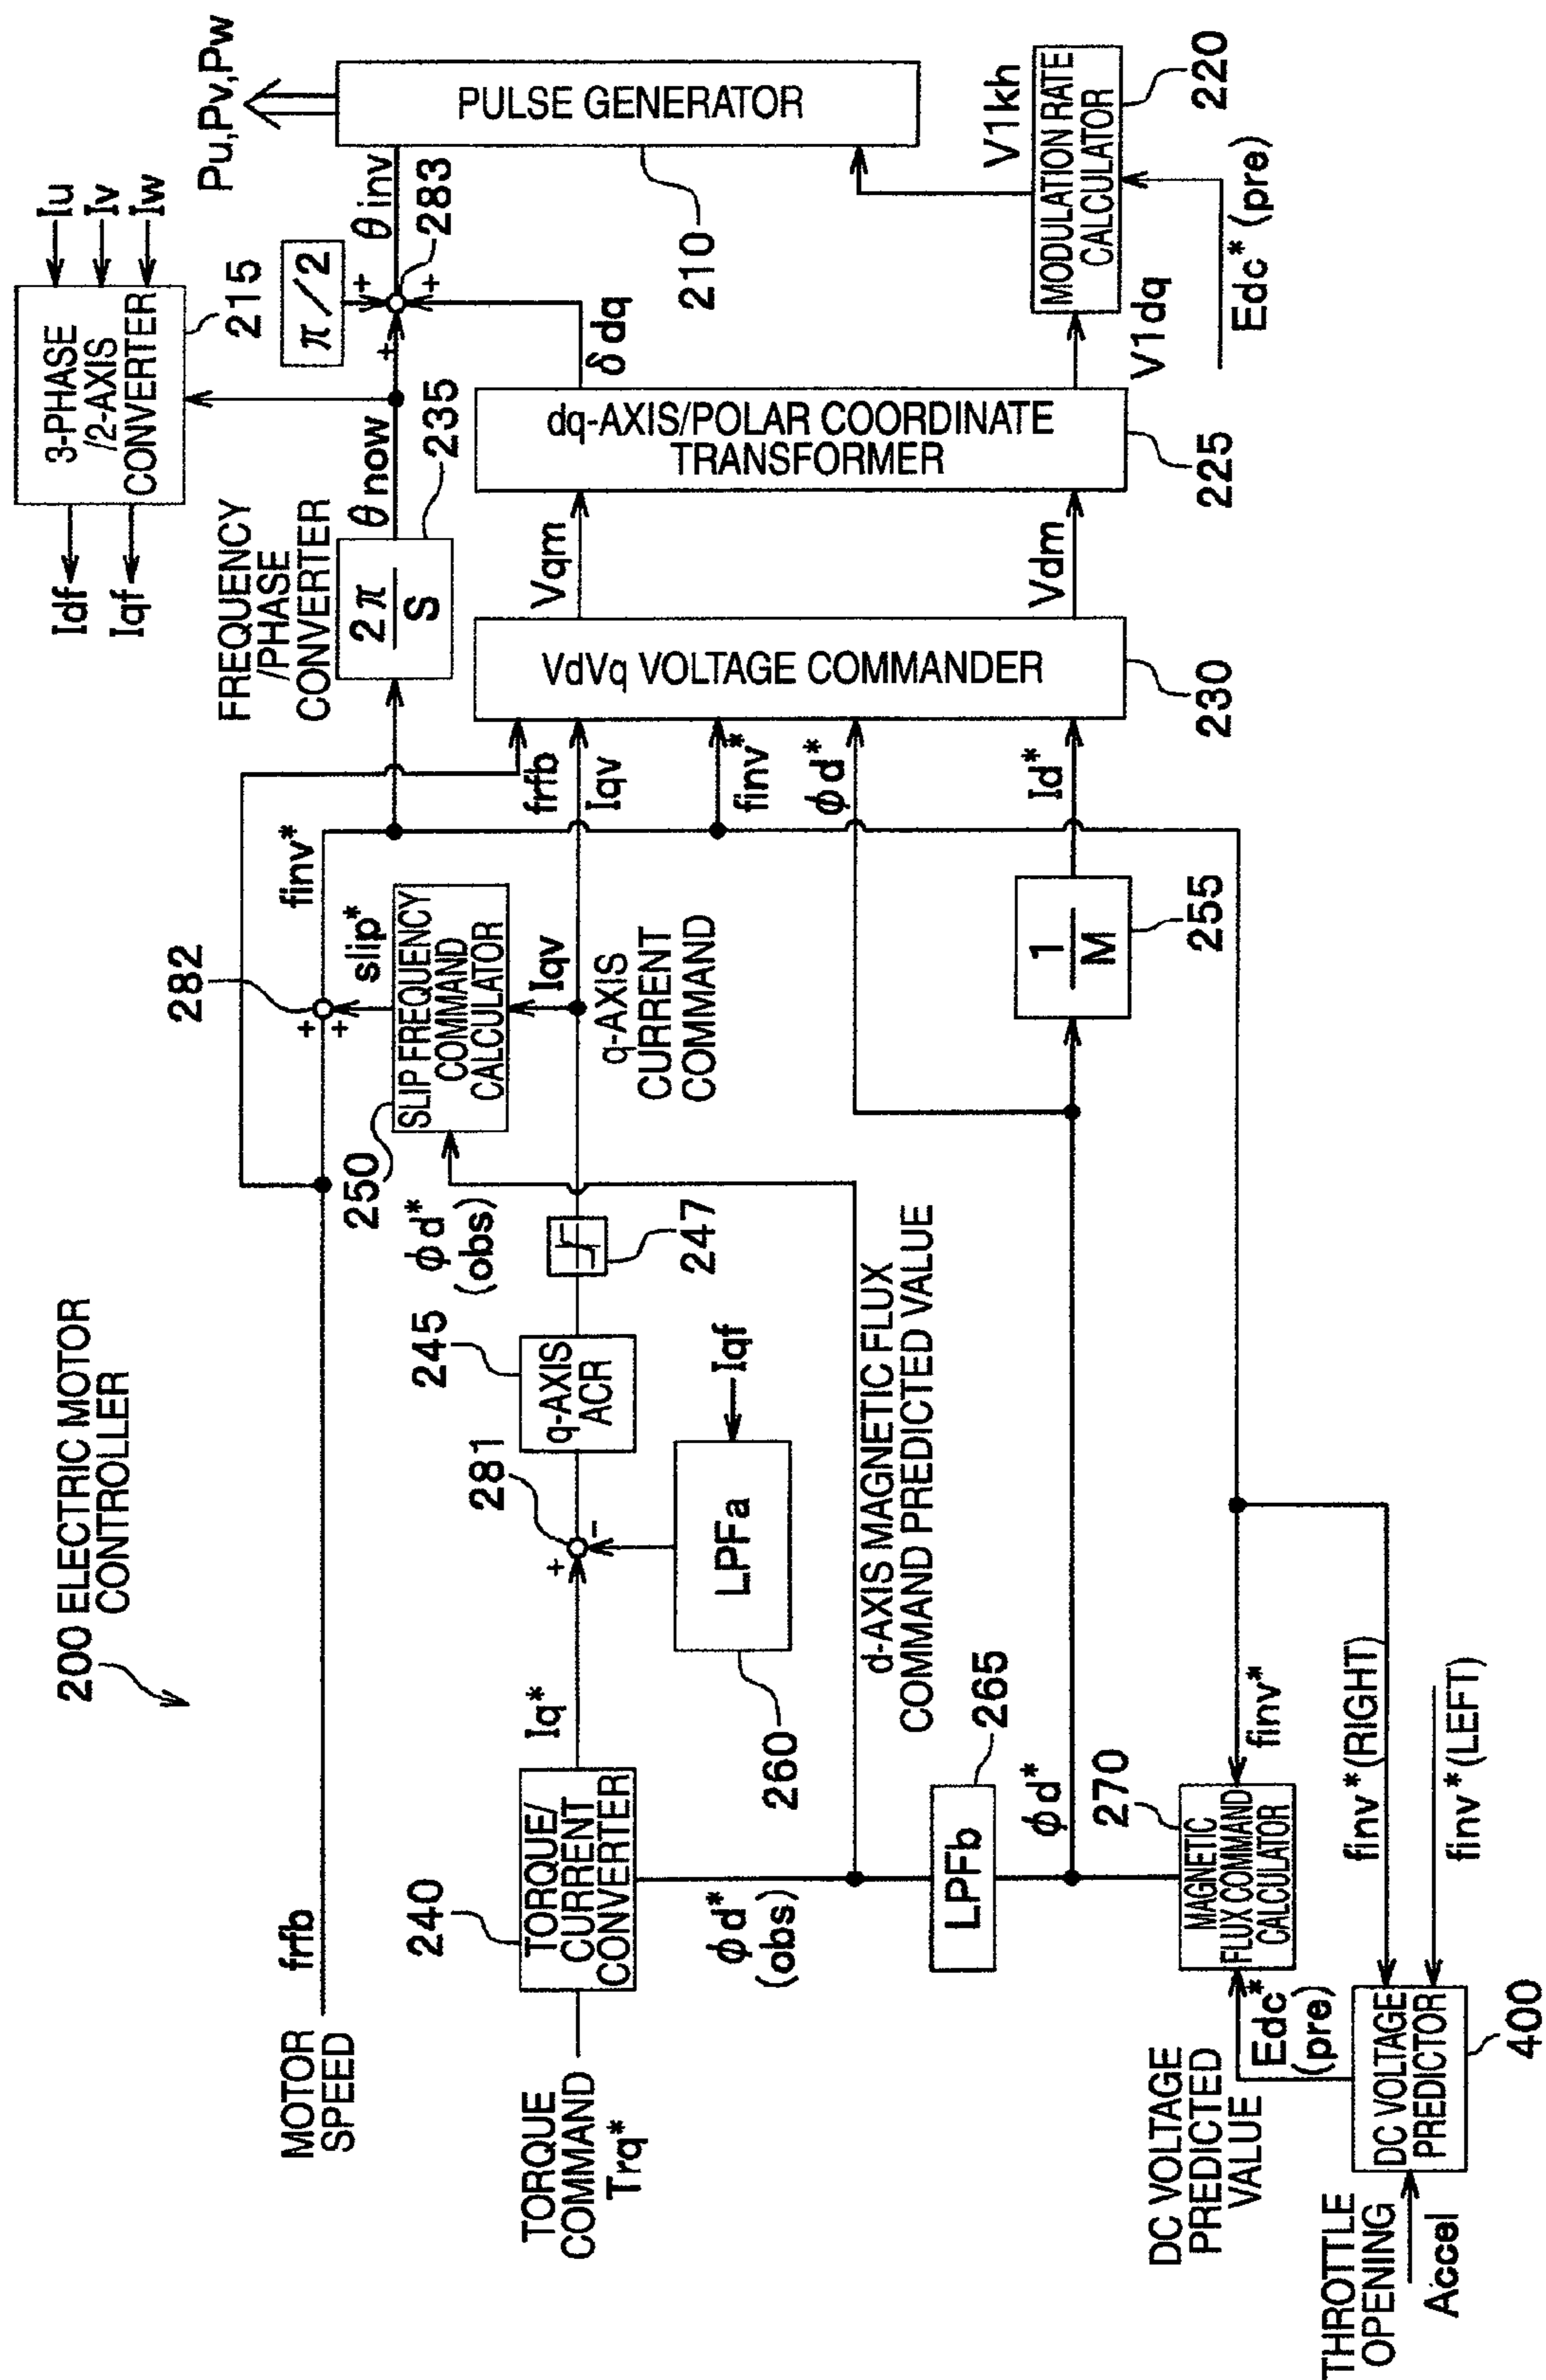 200 ELECTRIC MOTOR
CONTROLLER
MOTOR
SPEED
frfb
282
+
+
finv*
slip*
SLIP FREQUENCY
COMMAND
CALCULATOR
250
ϕd*
(obs)
Iqv
q-AXIS
CURRENT
COMMAND
FREQUENCY
/PHASE
CONVERTER
2π
S
235
θnow
3-PHASE
/2-AXIS
CONVERTER
215
Iu
Iv
Iw
Idf
Iqf
π/2
+
+
+
283
θinv
Pu,Pv,Pw
PULSE GENERATOR
210
TORQUE
COMMAND
Trq*
TORQUE/
CURRENT
CONVERTER
240
Iq*
+
-
281
LPFa
260
Iqf
q-AXIS
ACR
245
247
frfb
Iqv
finv*
ϕd*
Id*
VdVq VOLTAGE COMMANDER
230
Vqm
Vdm
dq-AXIS/POLAR COORDINATE
TRANSFORMER
225
δdq
V1dq
MODULATION RATE
CALCULATOR
220
V1kh
Edc* (pre)
ϕd*
(obs)
d-AXIS MAGNETIC FLUX
COMMAND PREDICTED VALUE
LPFb
265
ϕd*
1
M
255
MAGNETIC
FLUX COMMAND
CALCULATOR
270
finv*
DC VOLTAGE
PREDICTED
VALUE
Edc*
(pre)
DC VOLTAGE
PREDICTOR
400
finv*(RIGHT)
finv*(LEFT)
THROTTLE
OPENING
Accel